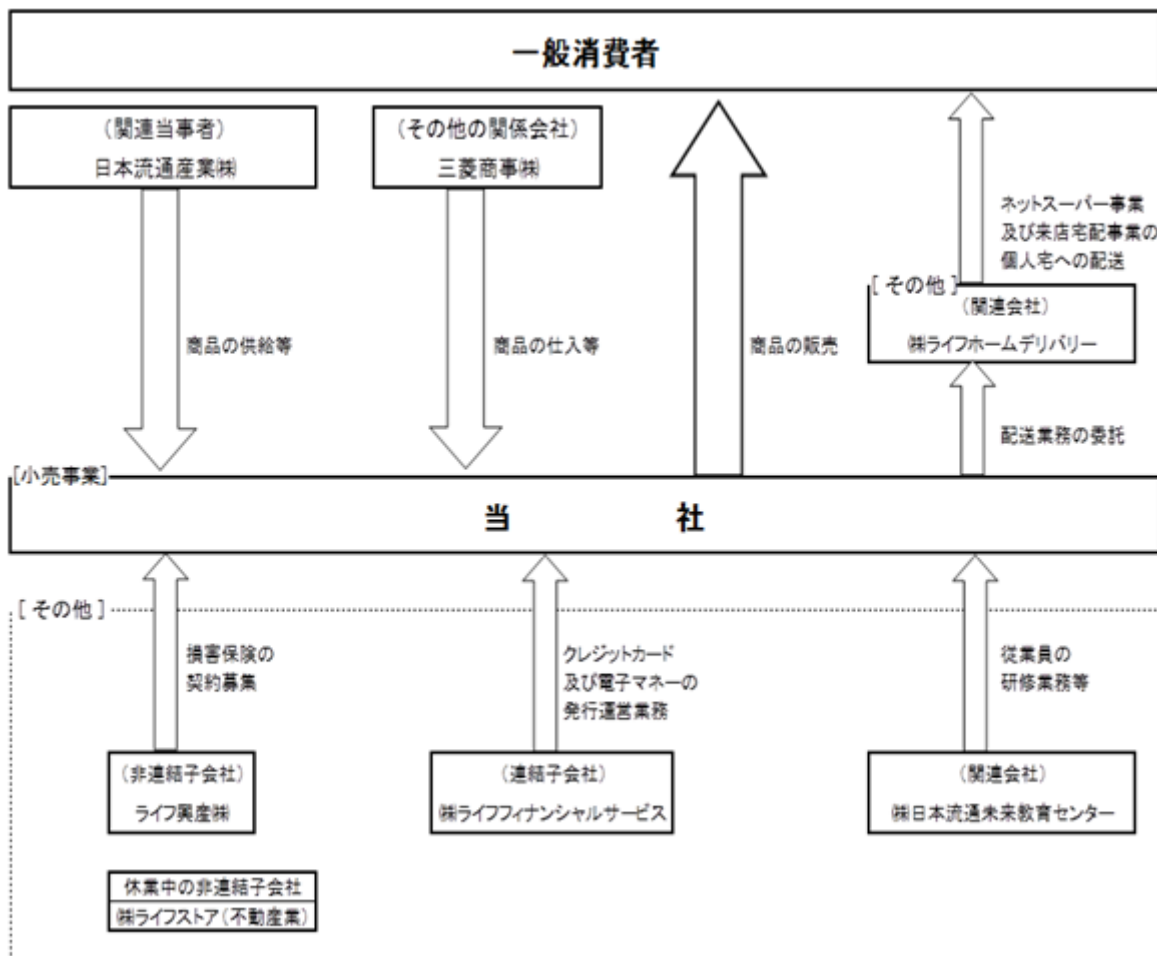 一般消費者
（関連当事者）
日本流通産業㈱
（その他の関係会社）
三菱商事㈱
ネットスーパー事業
及び来店宅配事業の
個人宅への配送
[その他]
（関連会社）
㈱ライフホームデリバリー
商品の供給等
商品の仕入等
商品の販売
配送業務の委託
[小売事業]
当　社
[その他]
損害保険の
契約募集
クレジットカード
及び電子マネーの
発行運営業務
従業員の
研修業務等
（非連結子会社）
ライフ興産㈱
（連結子会社）
㈱ライフフィナンシャルサービス
（関連会社）
㈱日本流通未来教育センター
休業中の非連結子会社
㈱ライフストア（不動産業）